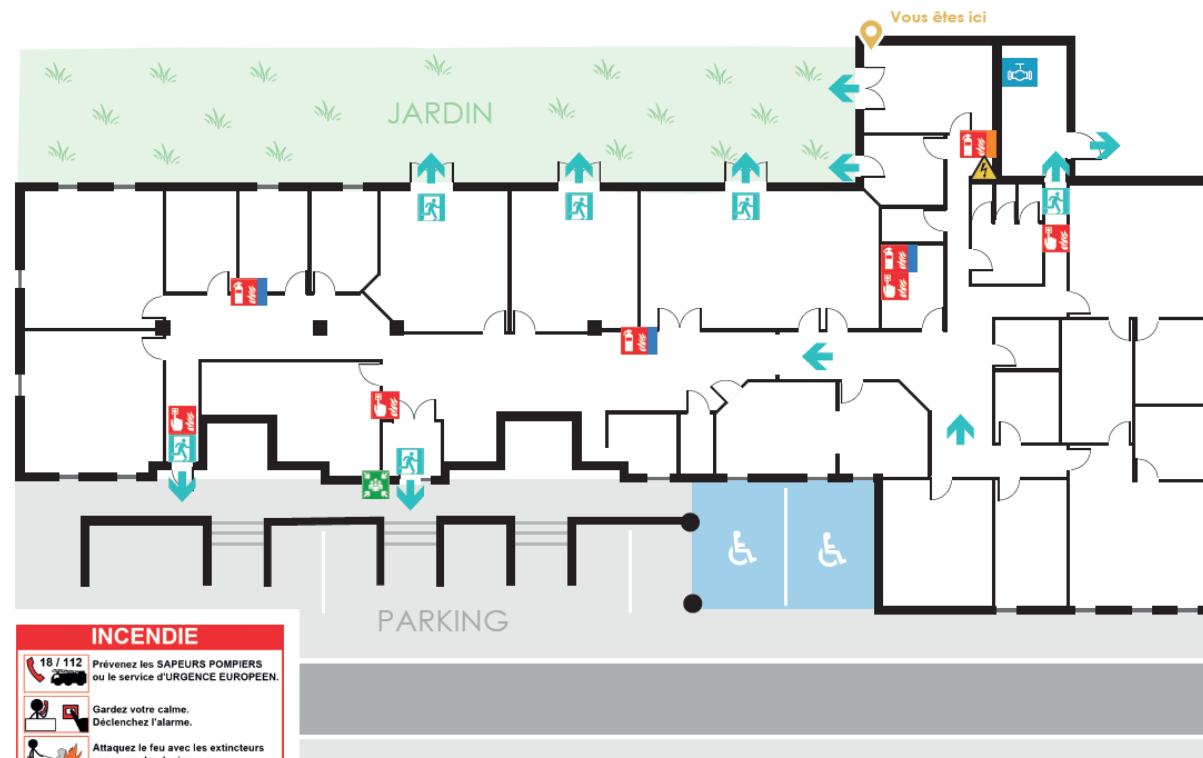 Vous êtes ici
JARDIN
PARKING
INCENDIE
18 / 112
Prévenez les SAPEURS POMPIERS
ou le service d'URGENCE EUROPEEN.
Gardez votre calme.
Déclenchez l'alarme.
Attaquez le feu avec les extincteurs